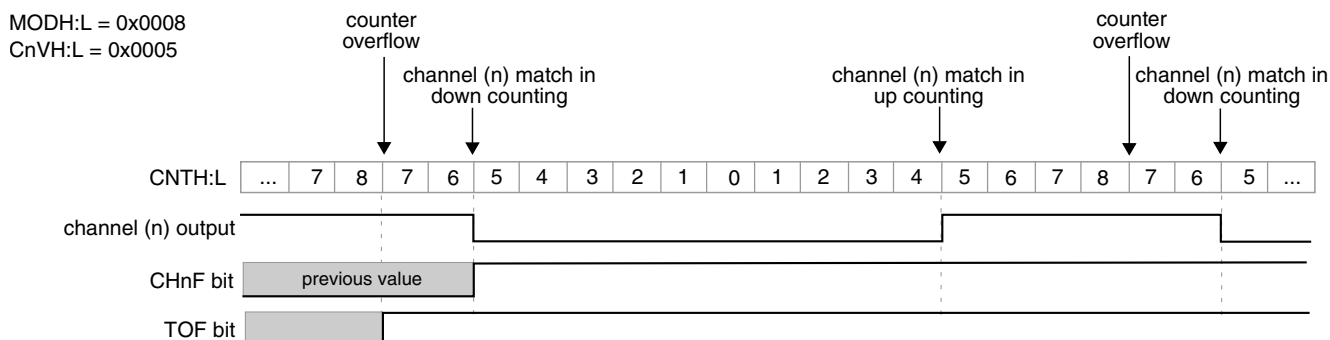 MODH:L = 0x0008
CnVH:L = 0x0005
counter
overflow
channel (n) match in
down counting
channel (n) match in
up counting
counter
overflow
channel (n) match in
down counting
CNTH:L ... 7 8 7 6 5 4 3 2 1 0 1 2 3 4 5 6 7 8 7 6 5 ...
channel (n) output
CHnF bit previous value
TOF bit